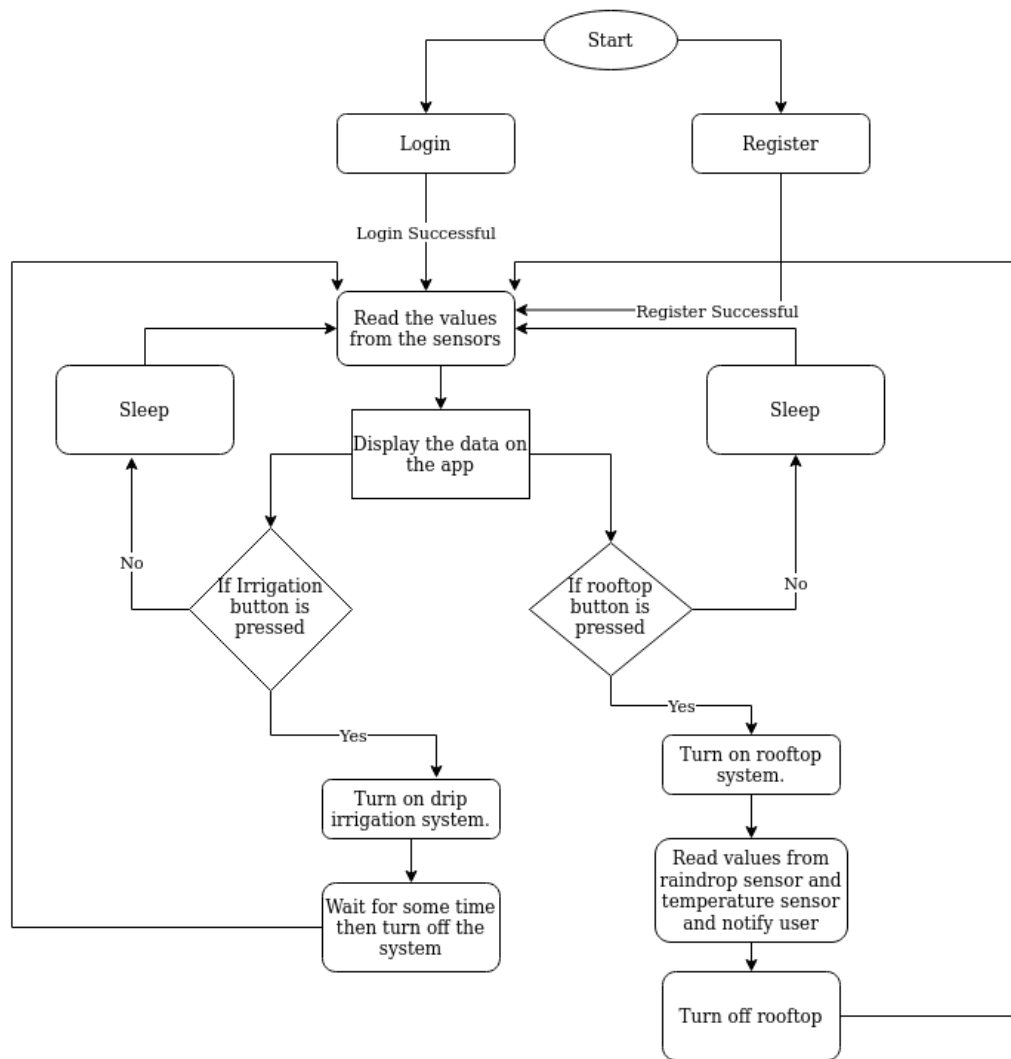 Start
Login
Register
Login Successful
Read the values
from the sensors
Register Successful
Sleep
Sleep
Display the data on
the app
No
If Irrigation
button is
pressed
If rooftop
button is
pressed
No
Yes
Yes
Turn on drip
irrigation system.
Turn on rooftop
system.
Wait for some time
then turn off the
system
Read values from
raindrop sensor and
temperature sensor
and notify user
Turn off rooftop